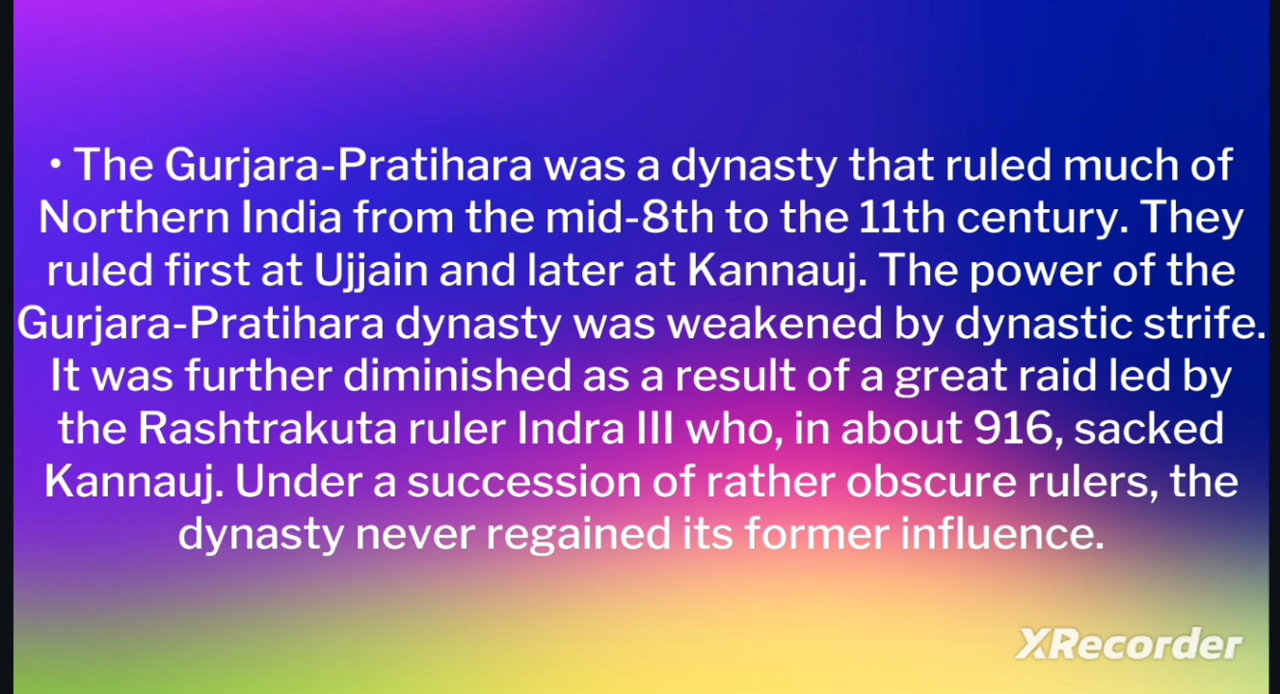 • The Gurjara-Pratihara was a dynasty that ruled much of
Northern India from the mid-8th to the 11th century. They
ruled first at Ujjain and later at Kannauj. The power of the
Gurjara-Pratihara dynasty was weakened by dynastic strife.
It was further diminished as a result of a great raid led by
the Rashtrakuta ruler Indra III who, in about 916, sacked
Kannauj. Under a succession of rather obscure rulers, the
dynasty never regained its former influence.
XRecorder